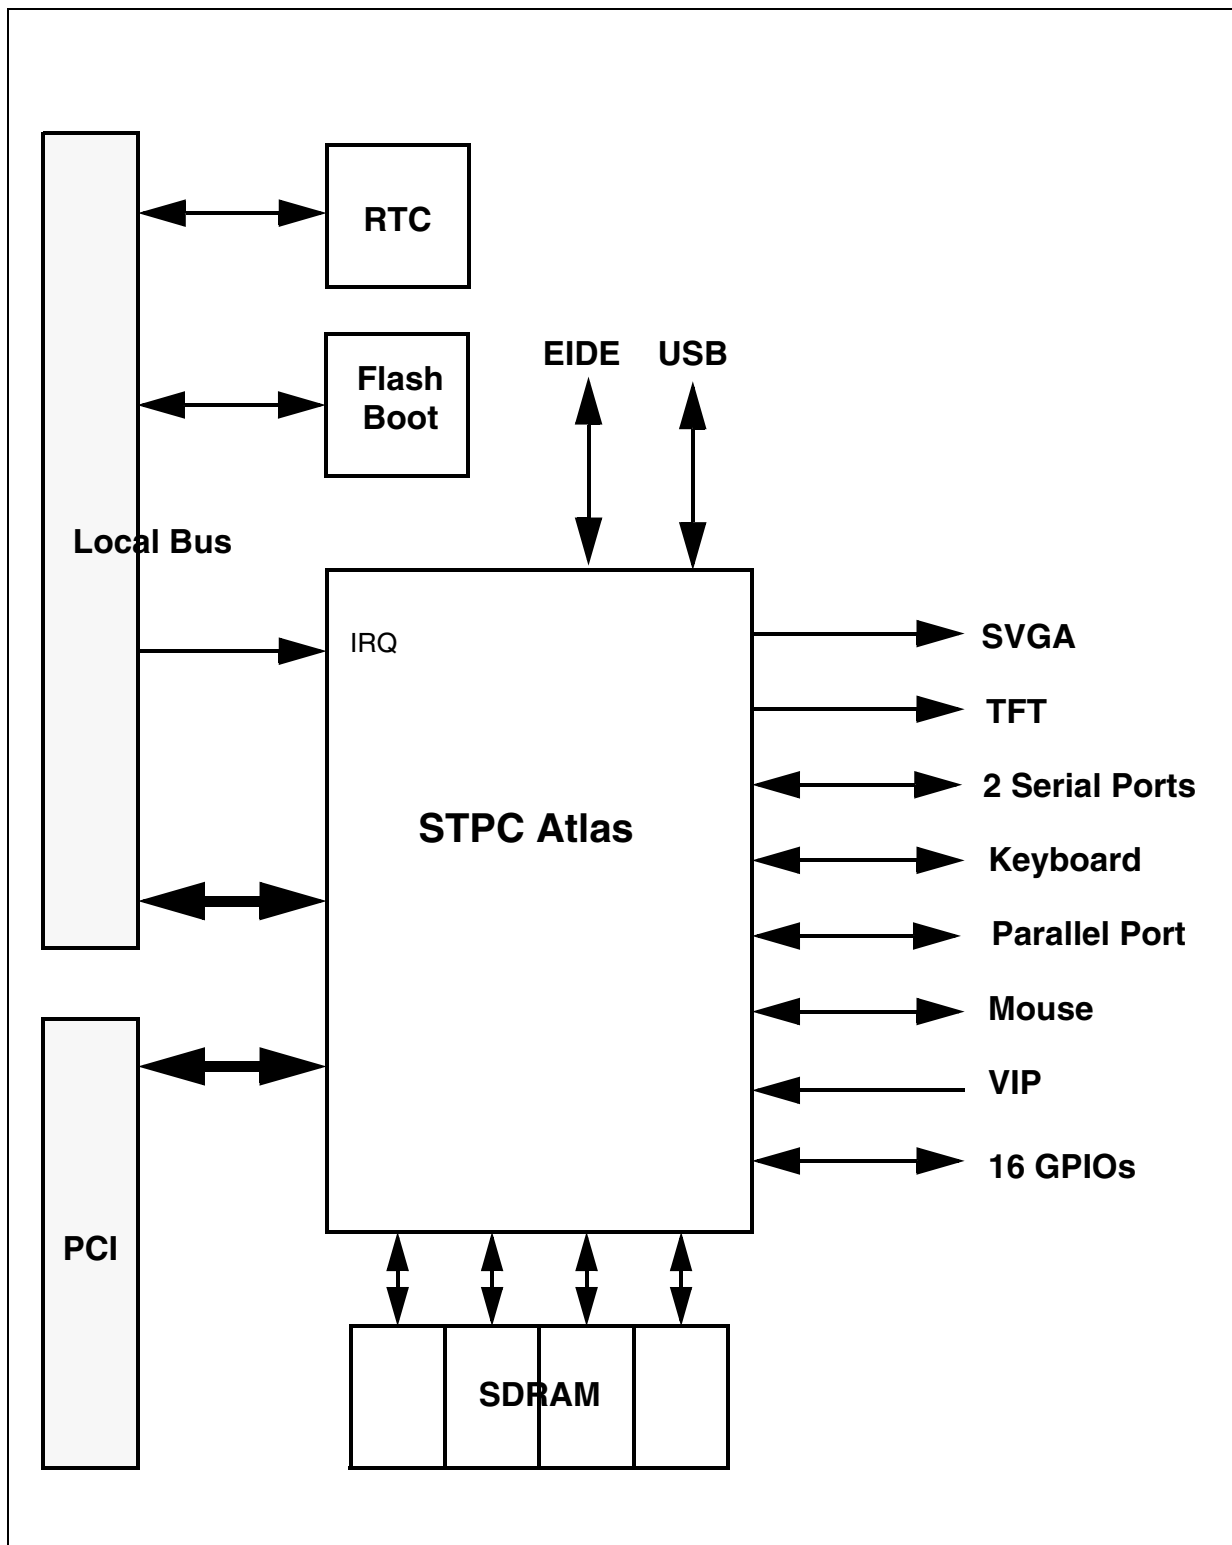 RTC
Flash
Boot
EIDE USB
Local Bus
IRQ
SVGA
TFT
STPC Atlas
2 Serial Ports
Keyboard
Parallel Port
Mouse
VIP
16 GPIOs
PCI
SDRAM